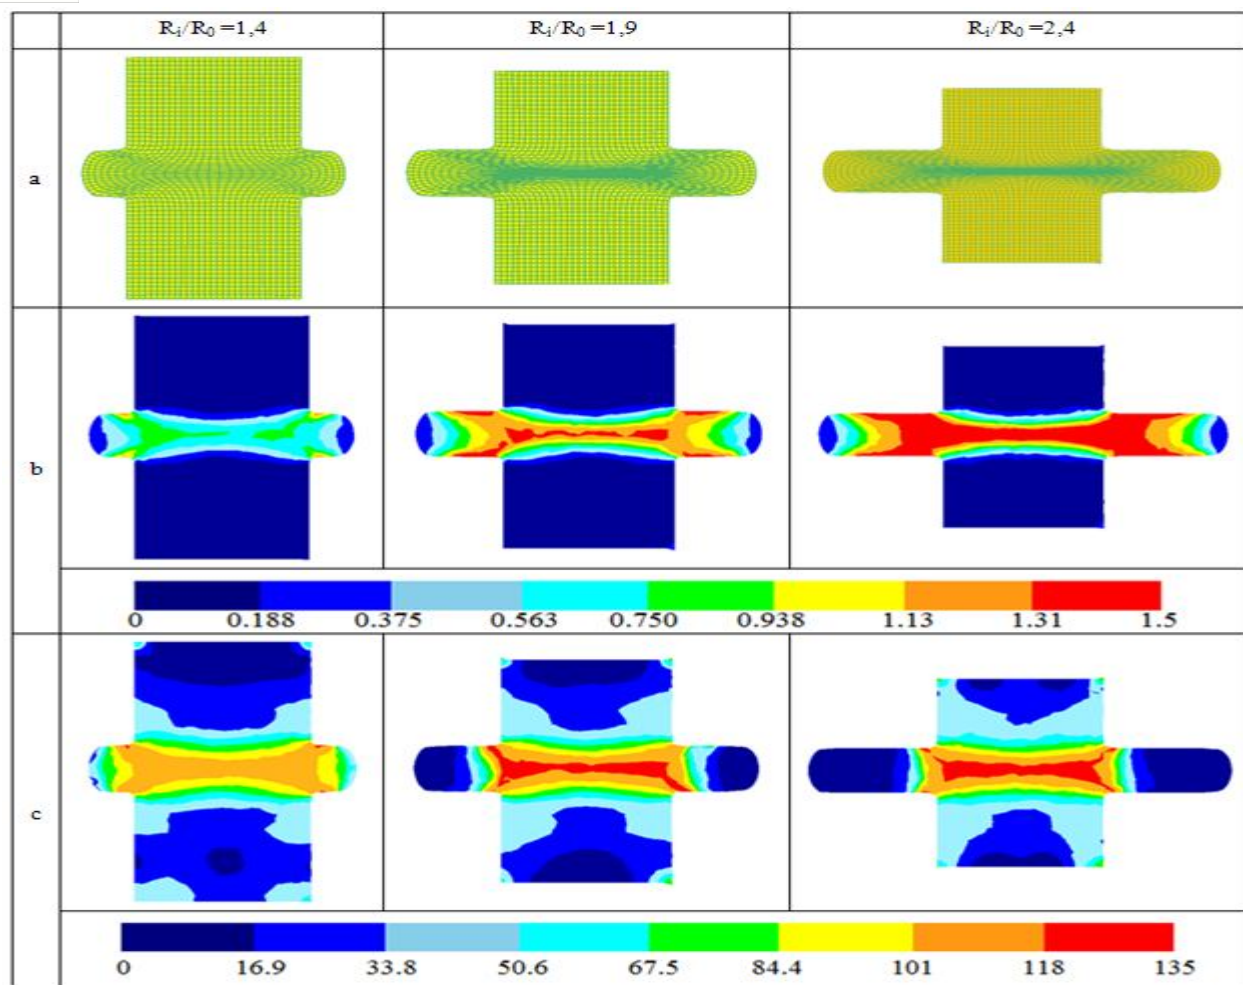 Ri/R0 =1,4 Ri/R0 =1,9 Ri/R0 =2,4
a
b
0 0.188 0.375 0.563 0.750 0.938 1.13 1.31 1.5
c
0 16.9 33.8 50.6 67.5 84.4 101 118 135